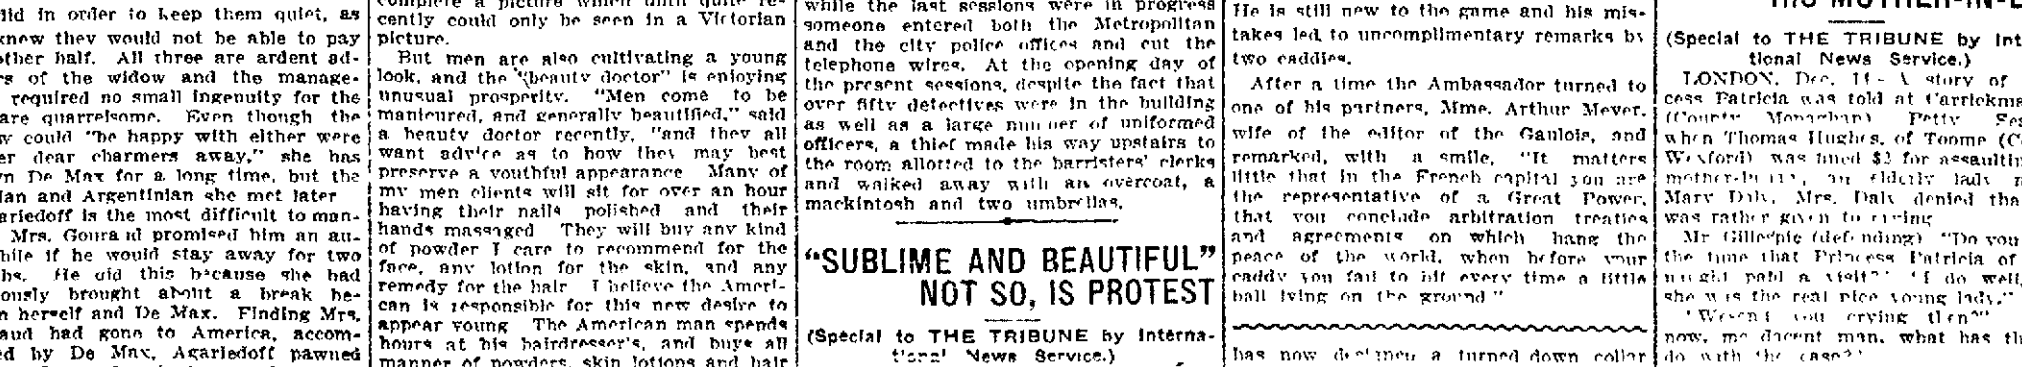 in order to keep them quiet, as
knew they would not be able to pay
other half. All three are ardent ad-
of the widow and the manage-
required no small ingenuity for the
are quarrelsome. Even though the
could "be happy with either were
dear charmers away," she has
De Max for a long time, but the
and Argentinian she met later
is the most difficult to man-
Mrs. Gouraud promised him an au-
if he would stay away for two
He did this because she had
brought about a break be-
herself and De Max. Finding Mrs.
had gone to America, accom-
by De Max, Agariedoff pawned
complete a picture which until quite re-
cently could only be seen in a Victorian
picture.
But men are also cultivating a young
look, and the "beauty doctor" is enjoying
unusual prosperity. "Men come to be
manicured, and generally beautified," said
a beauty doctor recently, "and they all
want advice as to how they may best
preserve a youthful appearance Many of
my men clients will sit for over an hour
having their nails polished and their
hands massaged They will buy any kind
of powder I care to recommend for the
face, any lotion for the skin, and any
remedy for the hair I believe the Ameri-
can is responsible for this new desire to
appear young The American man spends
hours at his hairdresser's, and buys all
manner of powders, skin lotions and hair
while the last sessions were in progress
someone entered both the Metropolitan
and the city police offices and cut the
telephone wires. At the opening day of
the present sessions, despite the fact that
over fifty detectives were in the building
as well as a large number of uniformed
officers, a thief made his way upstairs to
the room allotted to the barristers' clerks
and walked away with an overcoat, a
mackintosh and two umbrellas.
"SUBLIME AND BEAUTIFUL"
NOT SO, IS PROTEST
(Special to THE TRIBUNE by Interna-
tional News Service.)
He is still new to the game and his mis-
takes led to uncomplimentary remarks by
two caddies.
After a time the Ambassador turned to
one of his partners, Mme. Arthur Meyer,
wife of the editor of the Gaulois, and
remarked, with a smile, "It matters
little that in the French capital you are
the representative of a Great Power,
that you conclude arbitration treaties
and agreements on which hang the
peace of the world, when before your
caddy you fail to hit every time a little
ball lying on the ground"
has now a turned down collar
HIS MOTHER-IN-
(Special to THE TRIBUNE by
tional News Service.)
LONDON, Dec. A story of
Patricia was told at
(County Monaghan) Petty
when Thomas Hughes, of Toome
Wexford) was fined $2 for
an elderly lady
Mary Daly. Mrs. Daly denied
was rather given to crying
Mr Gillespie (defending) "Do you
the time that Princess Patricia of
paid a visit?" "I do well,
she was the real nice young lady."
"Weren't you crying then?"
now, me dacent man, what has
do with the case?"